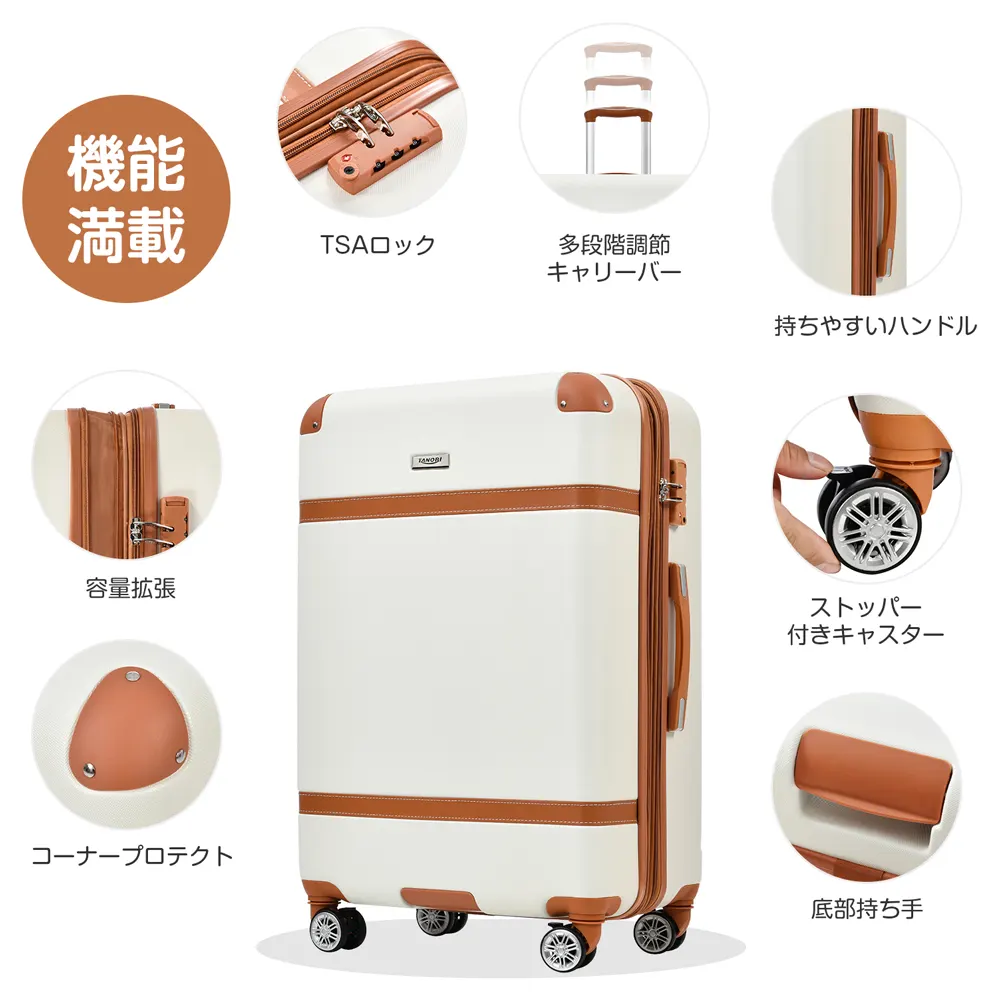 機能
満載
TSAロック
多段階調節
キャリーバー
持ちやすいハンドル
容量拡張
TANOBI
ストッパー
付きキャスター
コーナープロテクト
底部持ち手